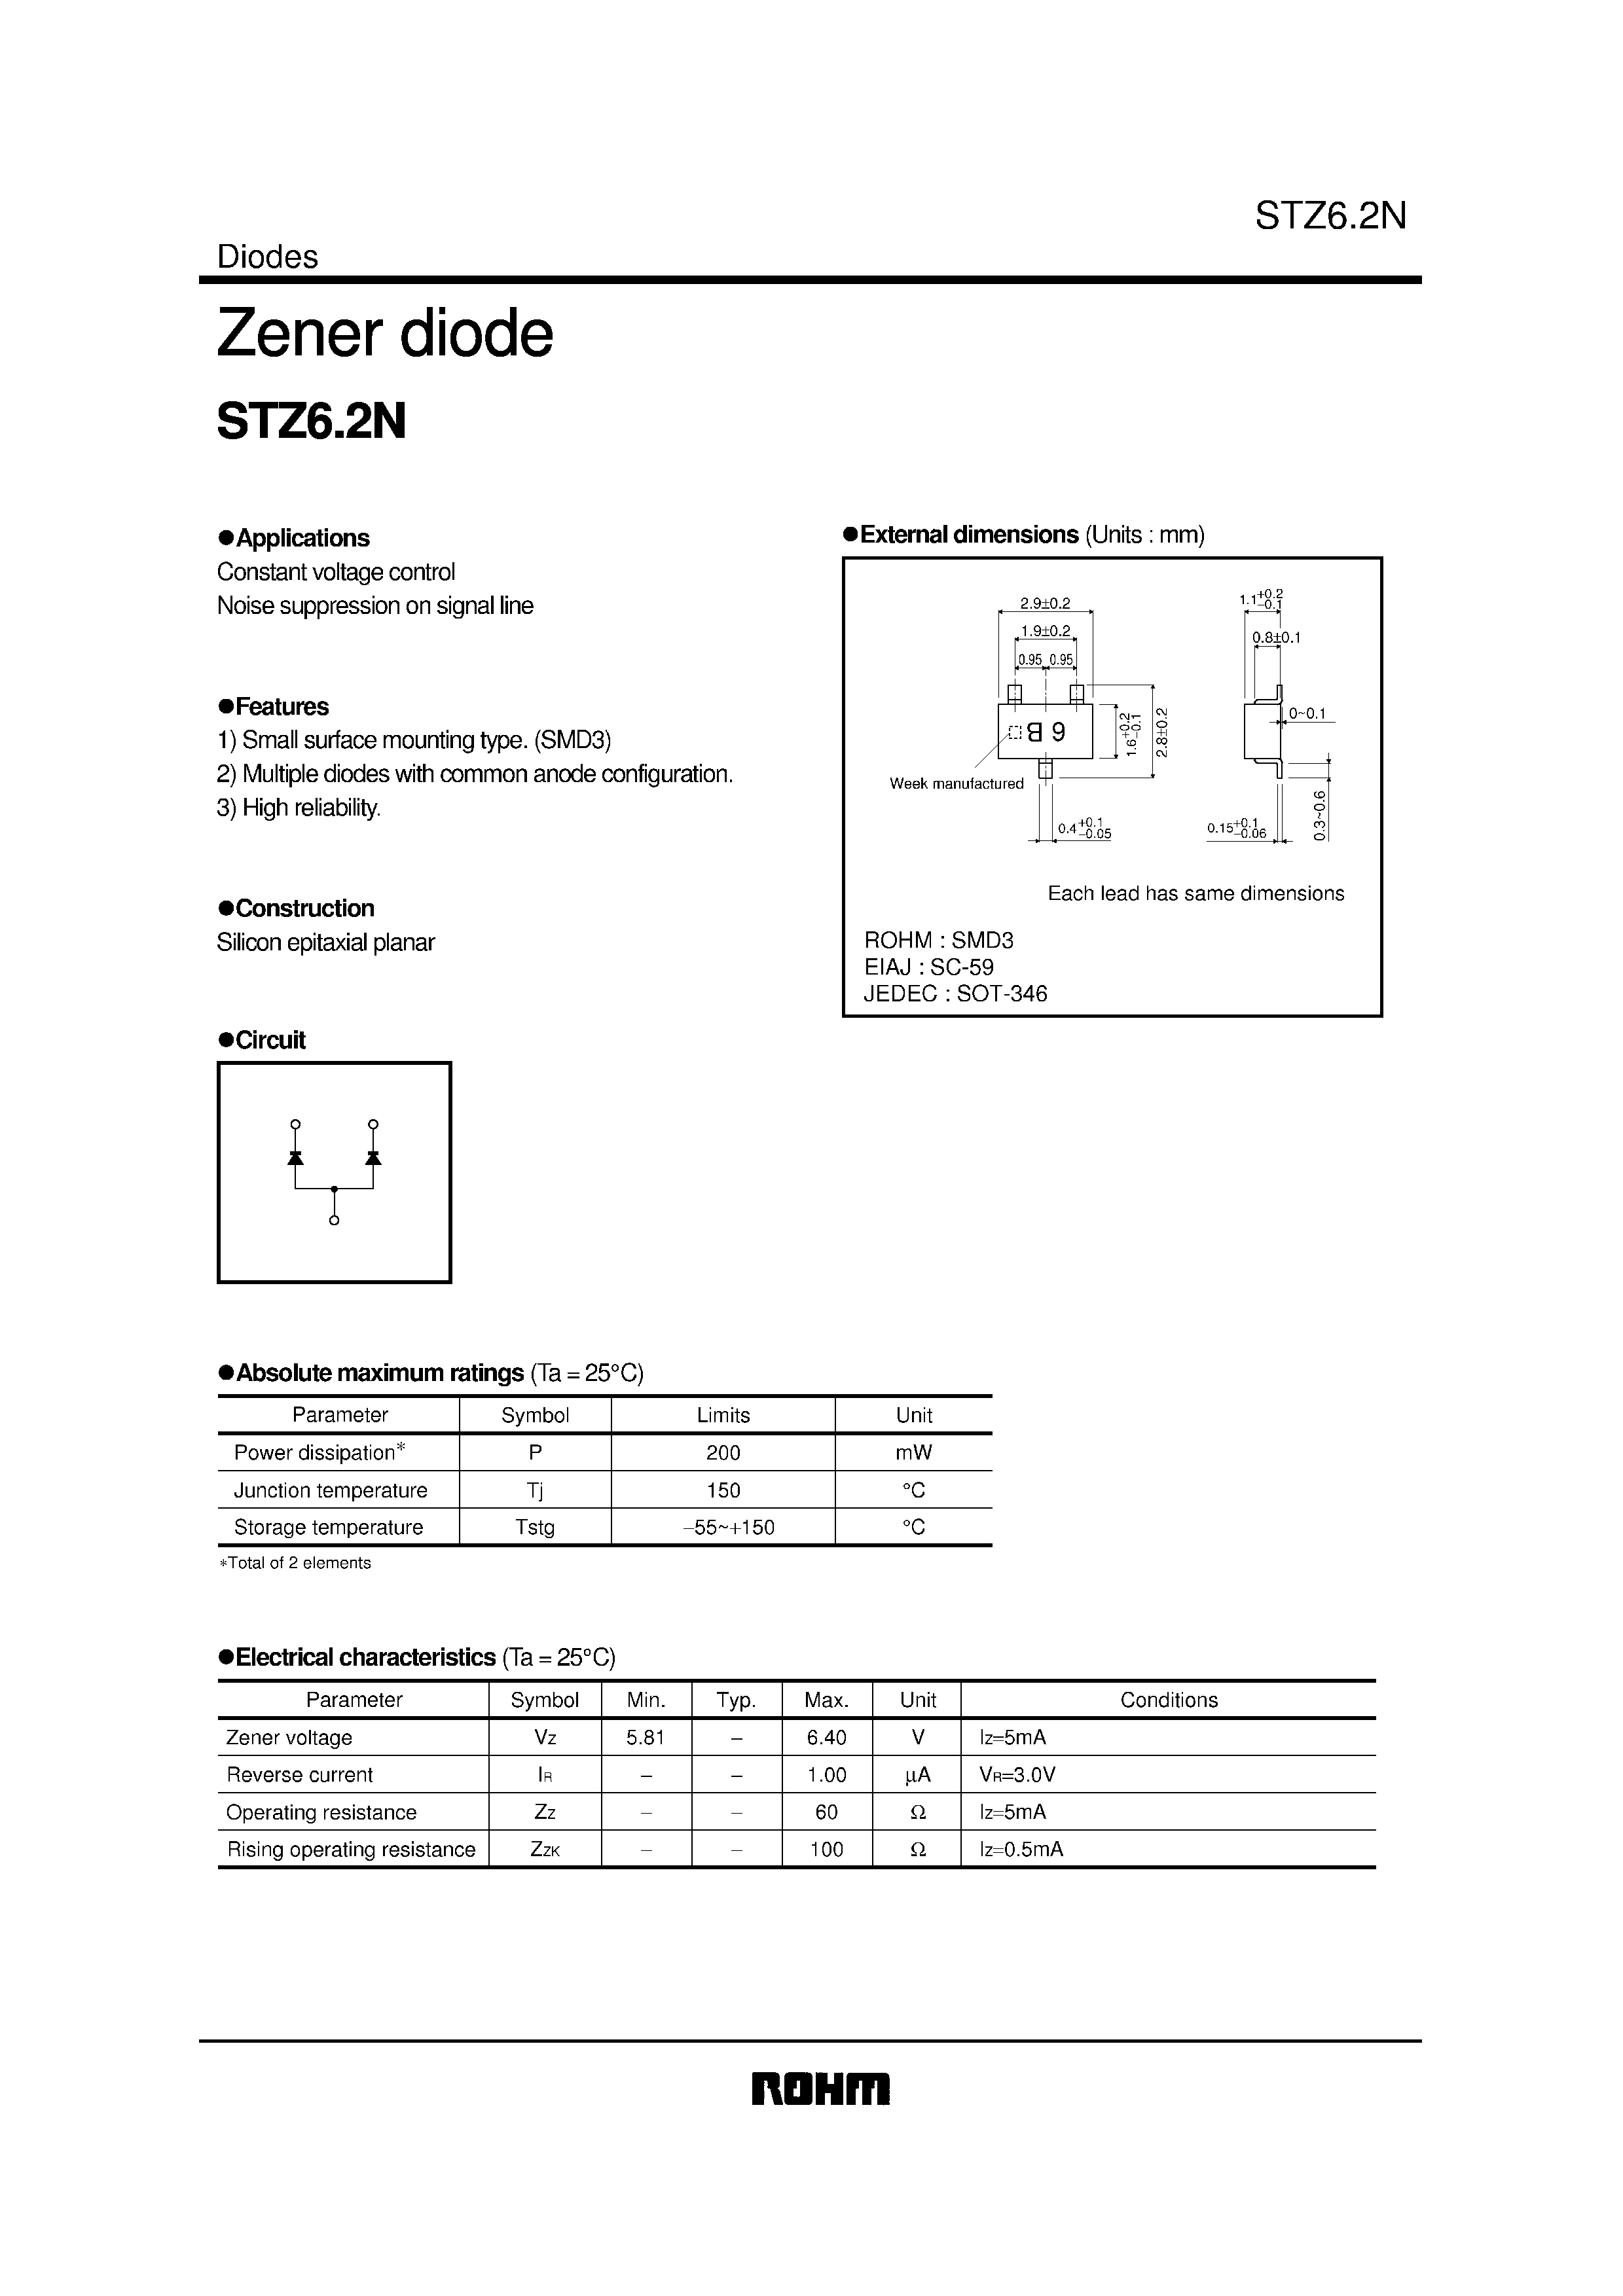 STZ6.2N
Diodes
Zener diode
STZ6.2N
●Applications
Constant voltage control
Noise suppression on signal line
●Features
1) Small surface mounting type. (SMD3)
2) Multiple diodes with common anode configuration.
3) High reliability.
●Construction
Silicon epitaxial planar
●Circuit
●External dimensions (Units : mm)
2.9±0.2
1.9±0.2
0.95 0.95
6 B
1.6+0.2−0.1
2.8±0.2
Week manufactured
0.4+0.1−0.05
1.1+0.2−0.1
0.8±0.1
0~0.1
0.15+0.1−0.06
0.3~0.6
Each lead has same dimensions
ROHM : SMD3
EIAJ : SC-59
JEDEC : SOT-346
●Absolute maximum ratings (Ta = 25°C)
Parameter Symbol Limits Unit
Power dissipation* P 200 mW
Junction temperature Tj 150 °C
Storage temperature Tstg −55~+150 °C
*Total of 2 elements
●Electrical characteristics (Ta = 25°C)
Parameter Symbol Min. Typ. Max. Unit Conditions
Zener voltage VZ 5.81 − 6.40 V IZ=5mA
Reverse current IR − − 1.00 μA VR=3.0V
Operating resistance ZZ − − 60 Ω IZ=5mA
Rising operating resistance ZZK − − 100 Ω IZ=0.5mA
ROHM